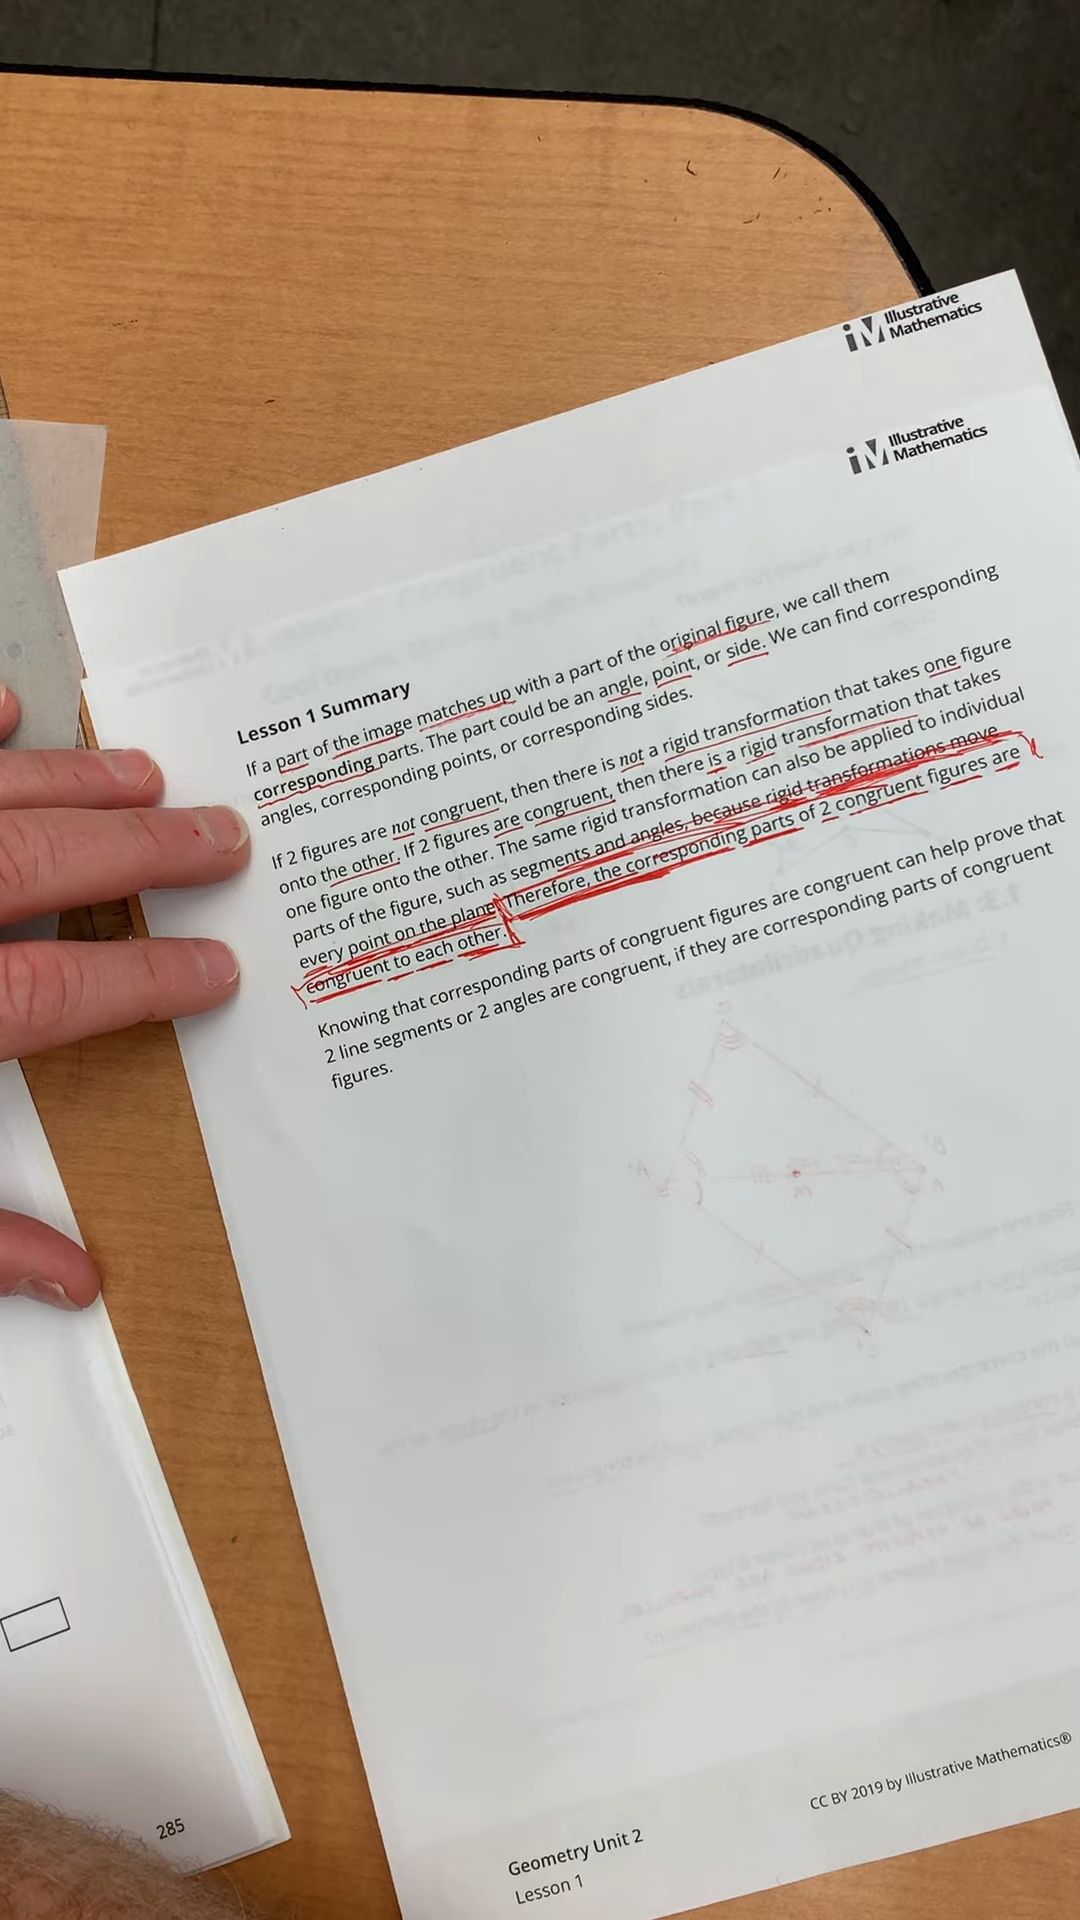 Illustrative
Mathematics
Illustrative
Mathematics
Lesson 1 Summary
If a part of the image matches up with a part of the original figure, we call them
corresponding parts. The part could be an angle, point, or side. We can find corresponding
angles, corresponding points, or corresponding sides.
If 2 figures are not congruent, then there is not a rigid transformation that takes one figure
onto the other. If 2 figures are congruent, then there is a rigid transformation that takes
one figure onto the other. The same rigid transformation can also be applied to individual
parts of the figure, such as segments and angles, because rigid transformations move
every point on the plane. Therefore, the corresponding parts of 2 congruent figures are
congruent to each other.
Knowing that corresponding parts of congruent figures are congruent can help prove that
2 line segments or 2 angles are congruent, if they are corresponding parts of congruent
figures.
285
Geometry Unit 2
Lesson 1
CC BY 2019 by Illustrative Mathematics®